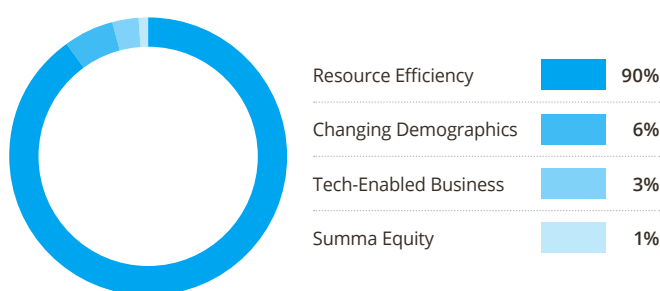 Resource Efficiency 90%
Changing Demographics 6%
Tech-Enabled Business 3%
Summa Equity 1%